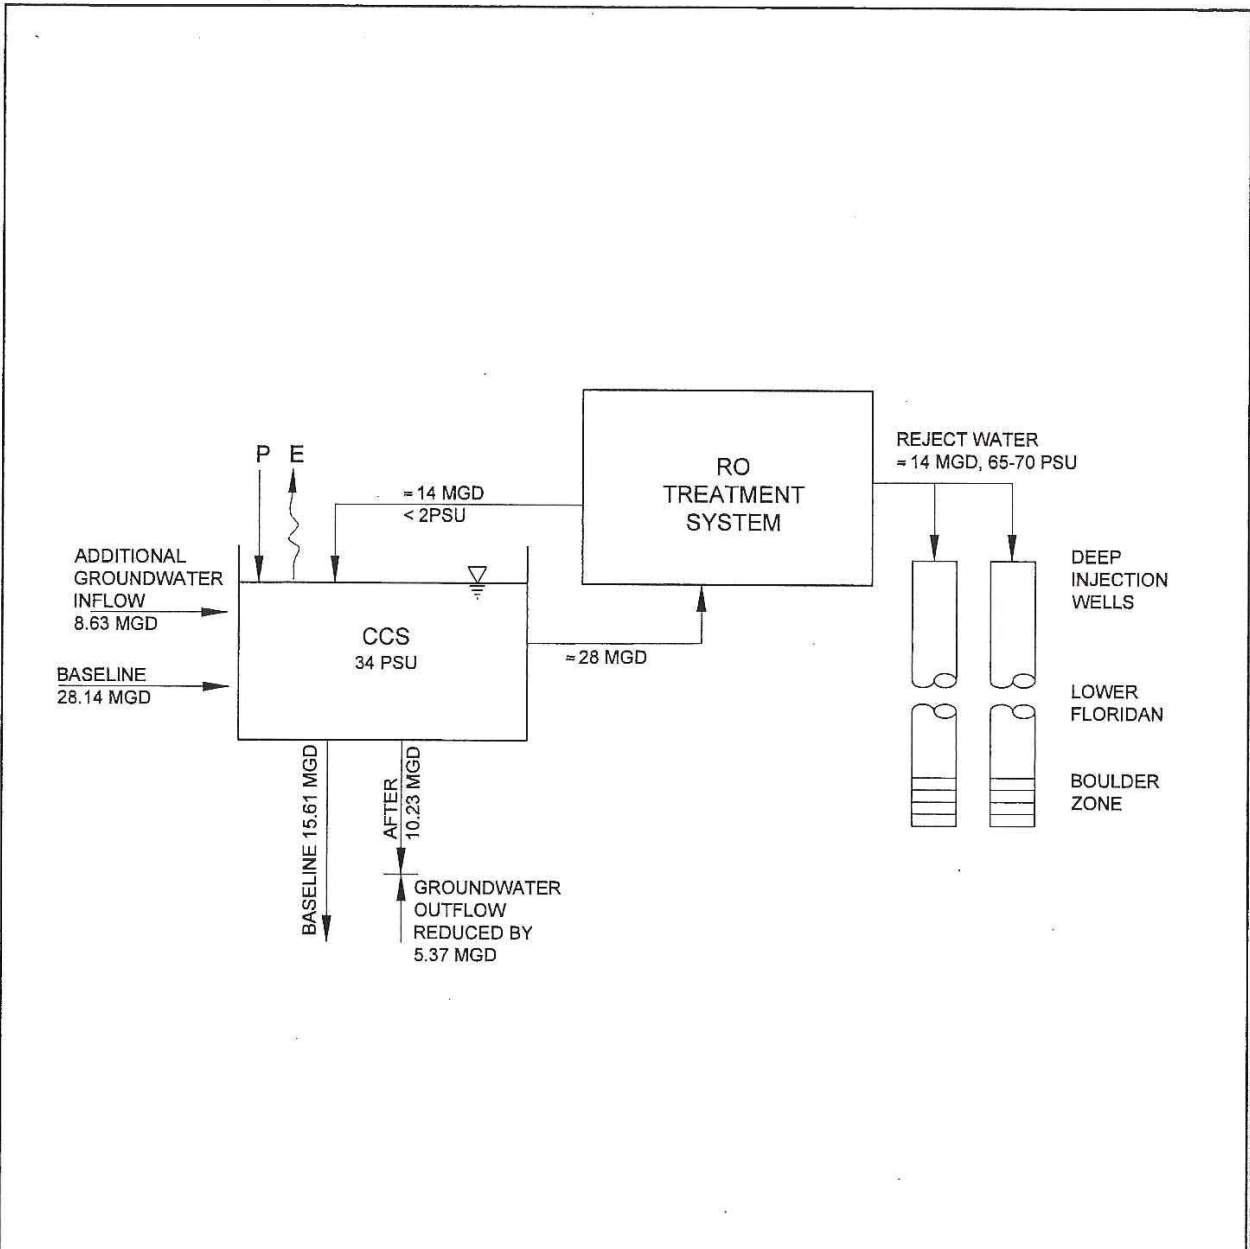 P E
ADDITIONAL
GROUNDWATER
INFLOW
8.63 MGD
BASELINE
28.14 MGD
≈ 14 MGD
< 2PSU
CCS
34 PSU
≈ 28 MGD
RO
TREATMENT
SYSTEM
REJECT WATER
≈ 14 MGD, 65-70 PSU
DEEP
INJECTION
WELLS
LOWER
FLORIDAN
BOULDER
ZONE
BASELINE 15.61 MGD
AFTER
10.23 MGD
GROUNDWATER
OUTFLOW
REDUCED BY
5.37 MGD